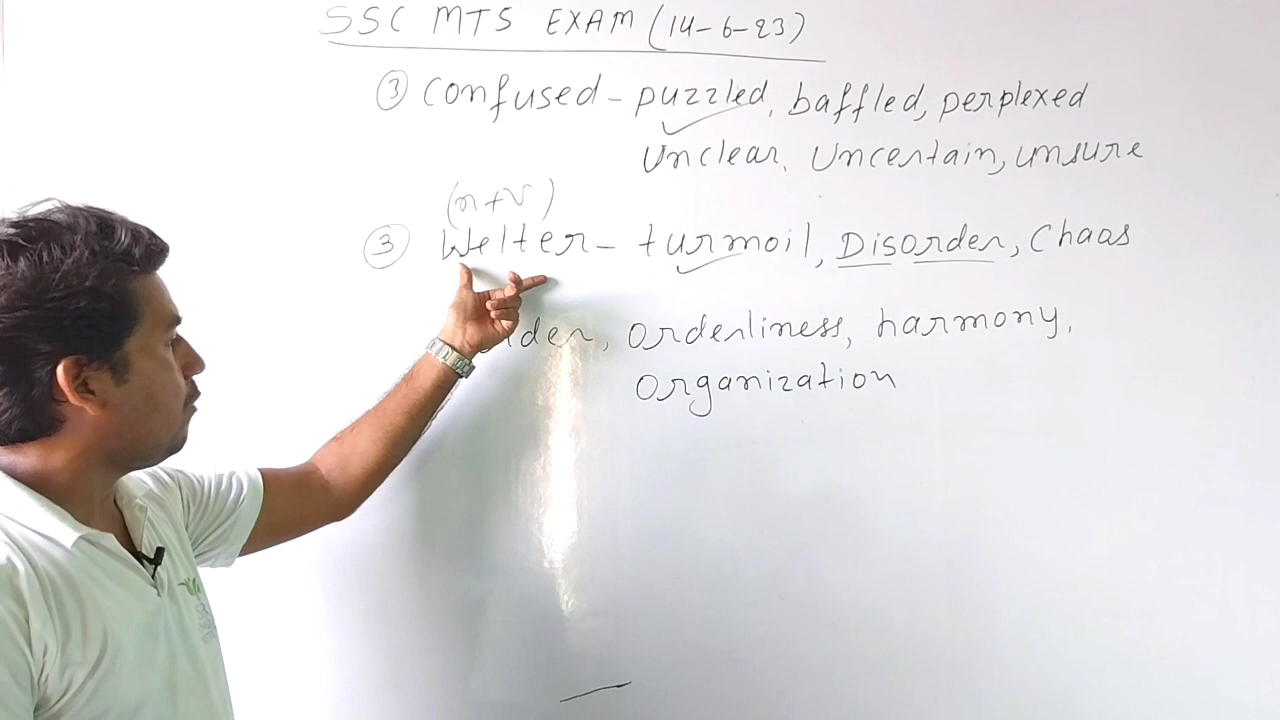 SSC MTS EXAM (14-6-23)
③ Confused - puzzled, baffled, perplexed
Unclear, Uncertain, unsure
(n+v)
③ Welter - turmoil, Disorder, Chaos
orderliness, harmony,
Organization